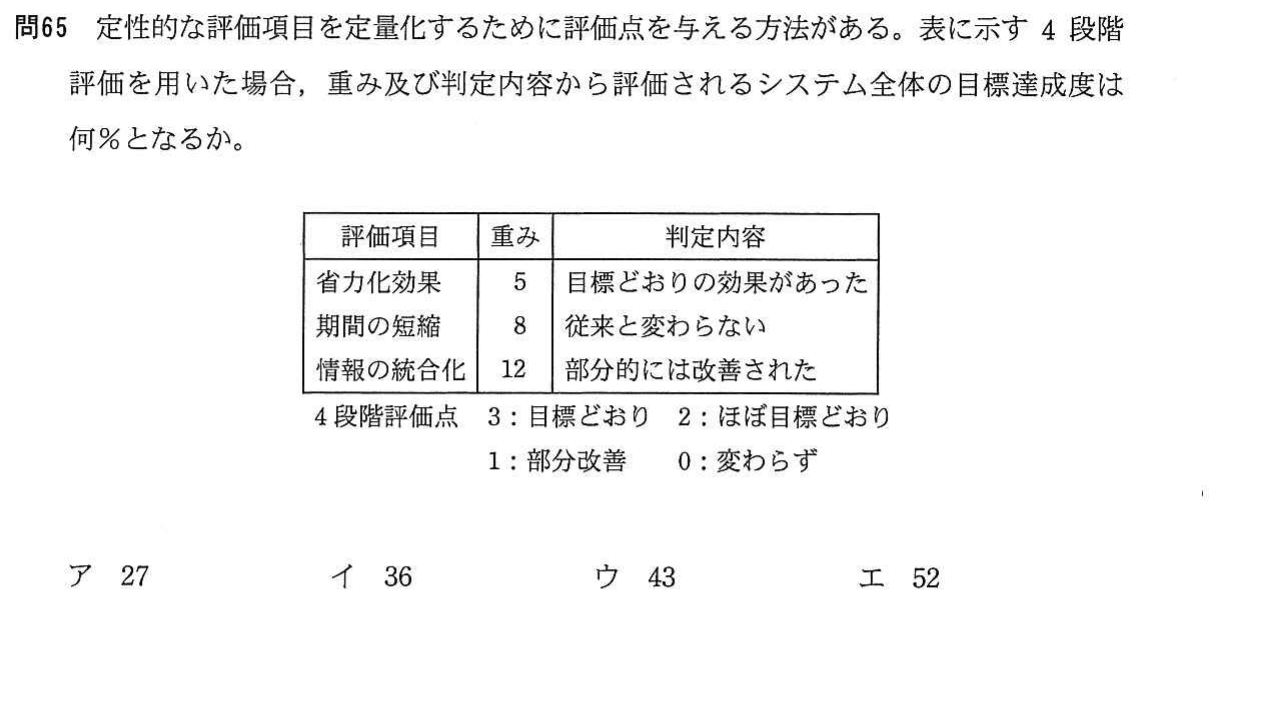 問65　定性的な評価項目を定量化するために評価点を与える方法がある。表に示す 4 段階
評価を用いた場合，重み及び判定内容から評価されるシステム全体の目標達成度は
何％となるか。
評価項目　重み　判定内容
省力化効果　5　目標どおりの効果があった
期間の短縮　8　従来と変わらない
情報の統合化　12　部分的には改善された
4 段階評価点　3：目標どおり　2：ほぼ目標どおり
1：部分改善　0：変わらず
ア　27　イ　36　ウ　43　エ　52